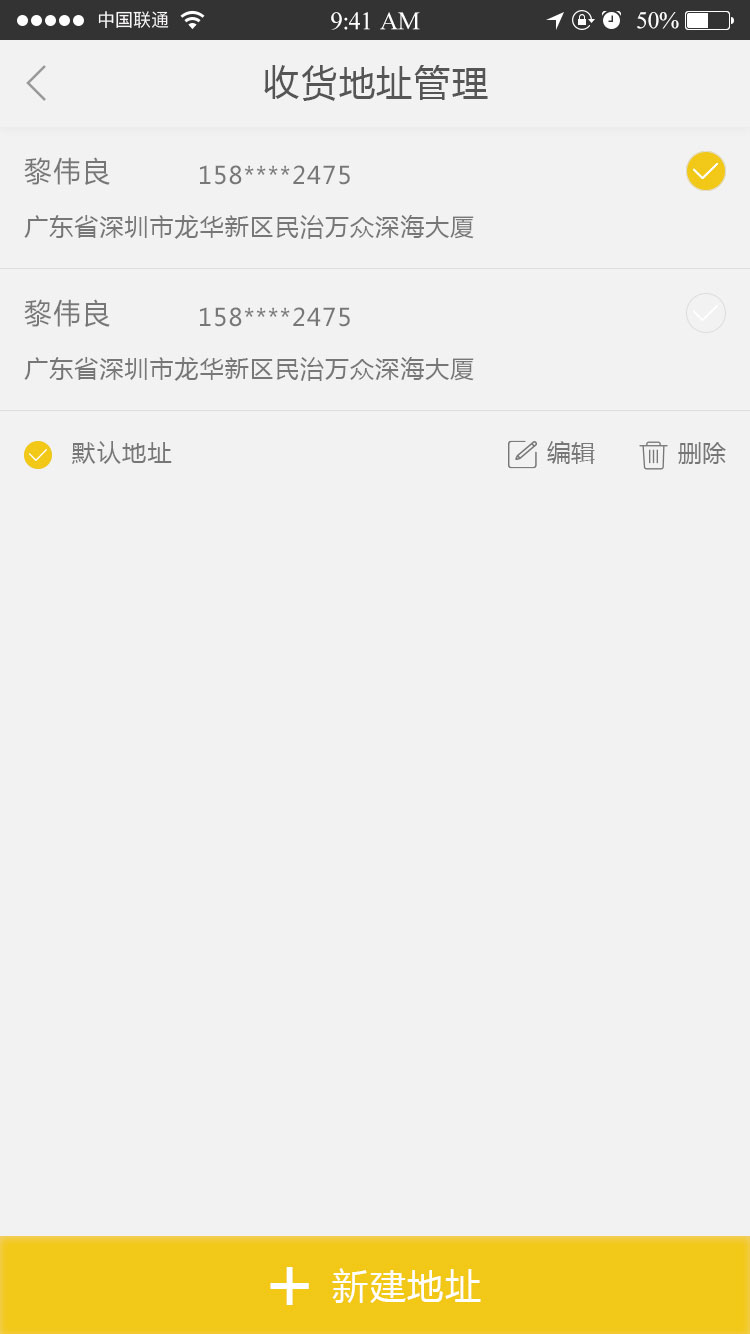 中国联通 9:41 AM 50%
收货地址管理
黎伟良 158****2475
广东省深圳市龙华新区民治万众深海大厦
黎伟良 158****2475
广东省深圳市龙华新区民治万众深海大厦
默认地址 编辑 删除
新建地址